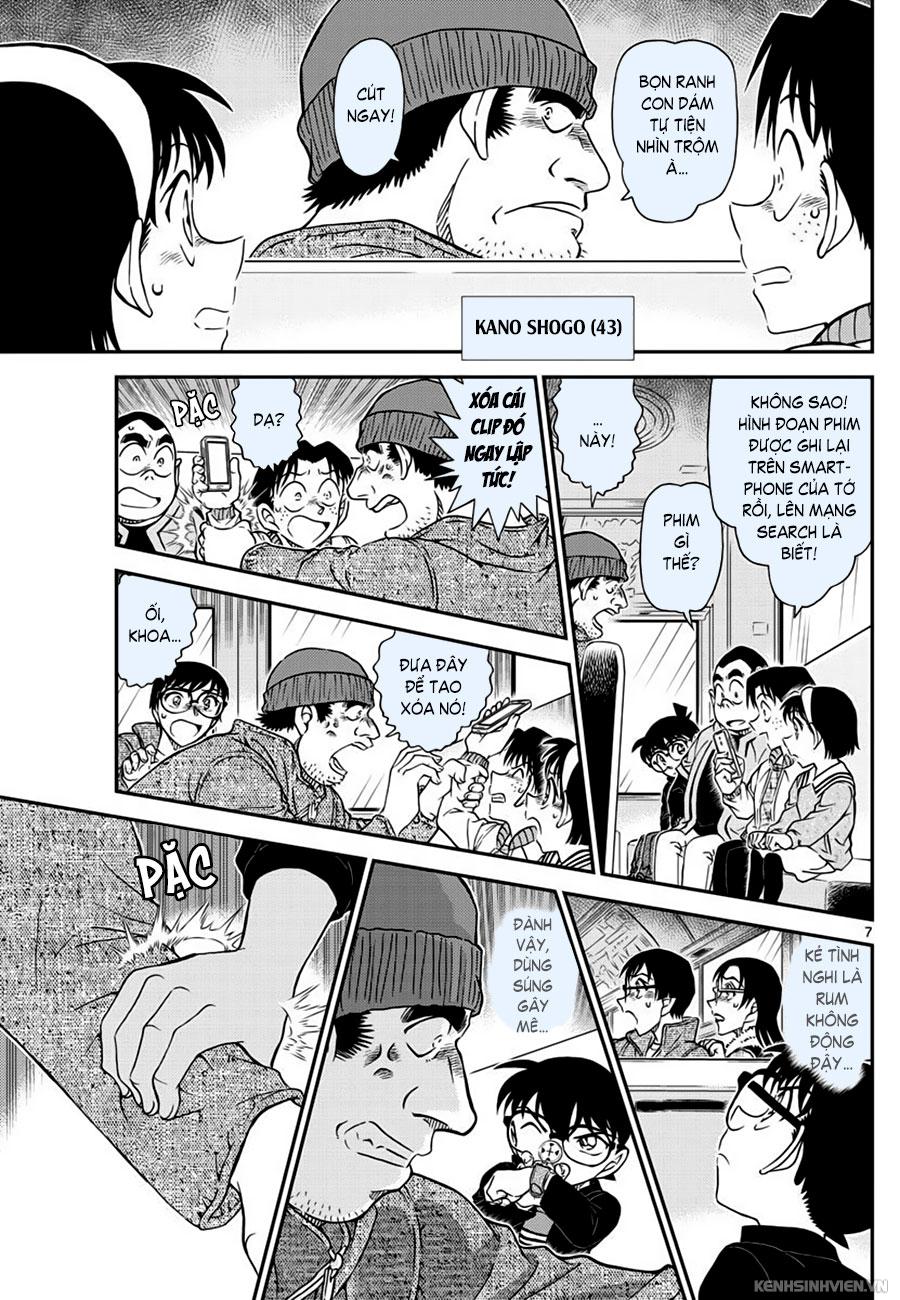 BỌN RANH
CON DÁM
TỰ TIỆN
NHÌN TRỘM
À...
CÚT
NGAY!
KANO SHOGO (43)
KHÔNG SAO!
HÌNH ĐOẠN PHIM
ĐƯỢC GHI LẠI
TRÊN SMART-
PHONE CỦA TỚ
RỒI, LÊN MẠNG
SEARCH LÀ
BIẾT!
...
NÀY!
PHIM
GÌ
THẾ?
XÓA CÁI
CLIP ĐÓ
NGAY LẬP
TỨC!
DẠ?
PẶC
ĐƯA ĐÂY
ĐỂ TAO
XÓA NÓ!
ỐI,
KHOA...
7
KẺ TÌNH
NGHI LÀ
RUM
KHÔNG
ĐỘNG
ĐẬY...
ĐÀNH
VẬY,
DÙNG
SÚNG
GÂY
MÊ...
PẶC
KENHSINHVIEN.VN